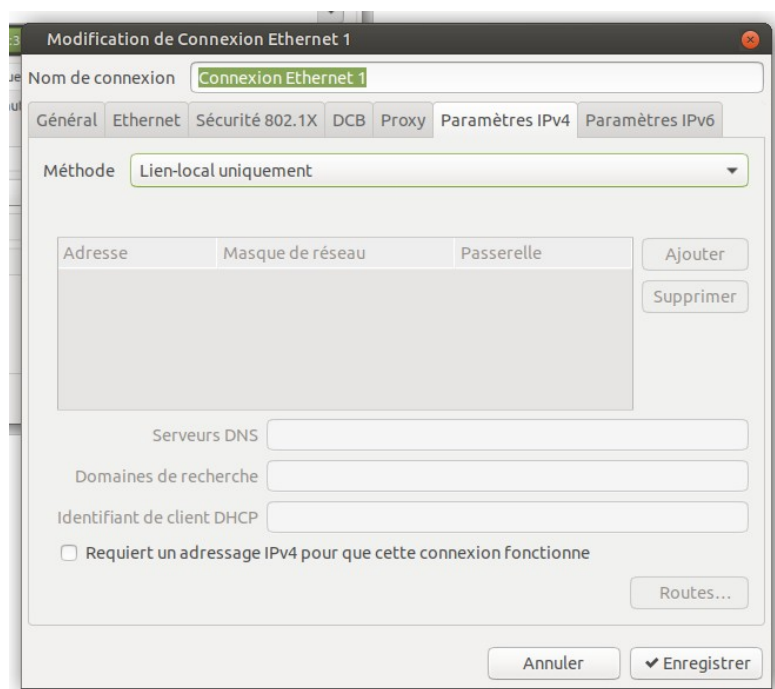 Modification de Connexion Ethernet 1
Nom de connexion Connexion Ethernet 1
Général Ethernet Sécurité 802.1X DCB Proxy Paramètres IPv4 Paramètres IPv6
Méthode Lien-local uniquement
Adresse Masque de réseau Passerelle Ajouter
Supprimer
Serveurs DNS
Domaines de recherche
Identifiant de client DHCP
Requiert un adressage IPv4 pour que cette connexion fonctionne
Routes...
Annuler Enregistrer